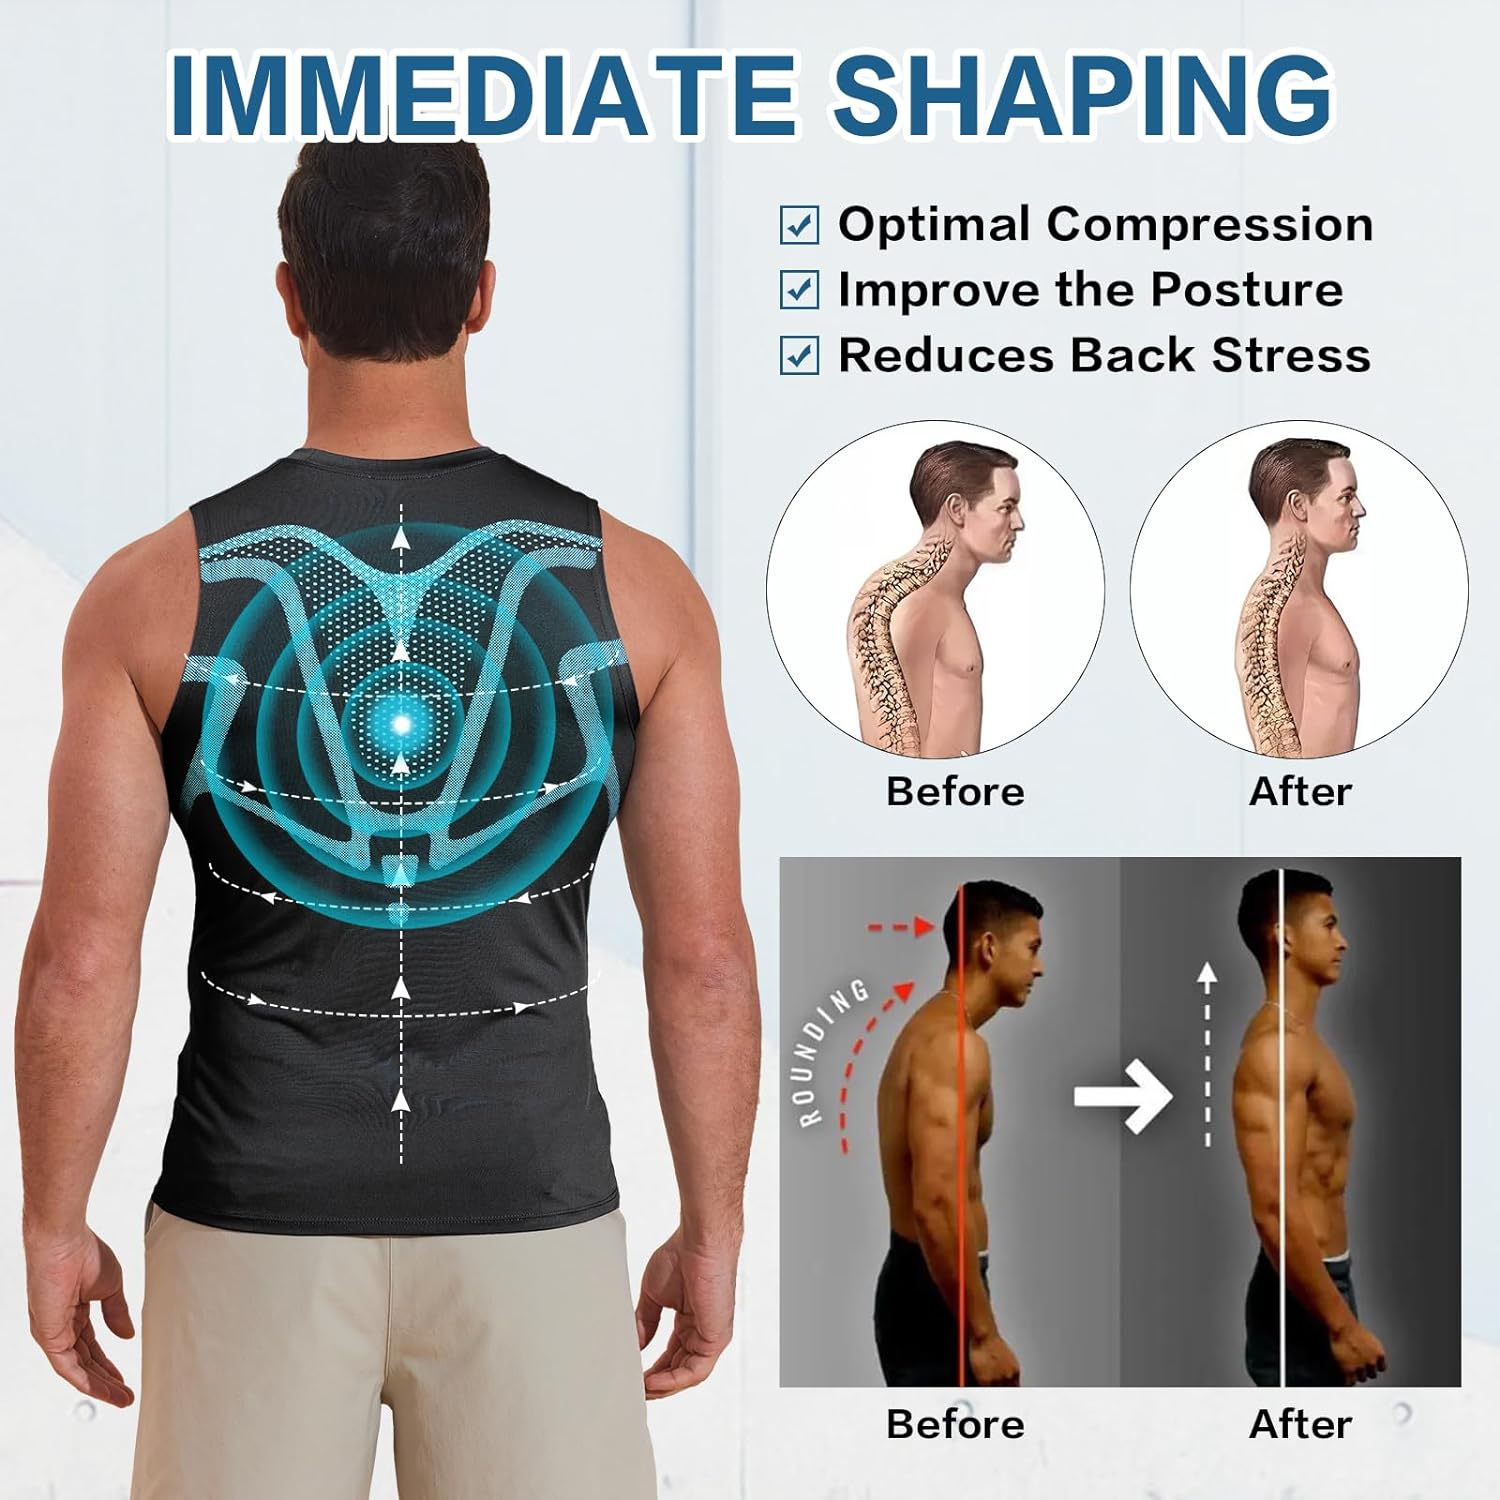 IMMEDIATE SHAPING
Optimal Compression
Improve the Posture
Reduces Back Stress
Before
After
ROUNDING
Before
After